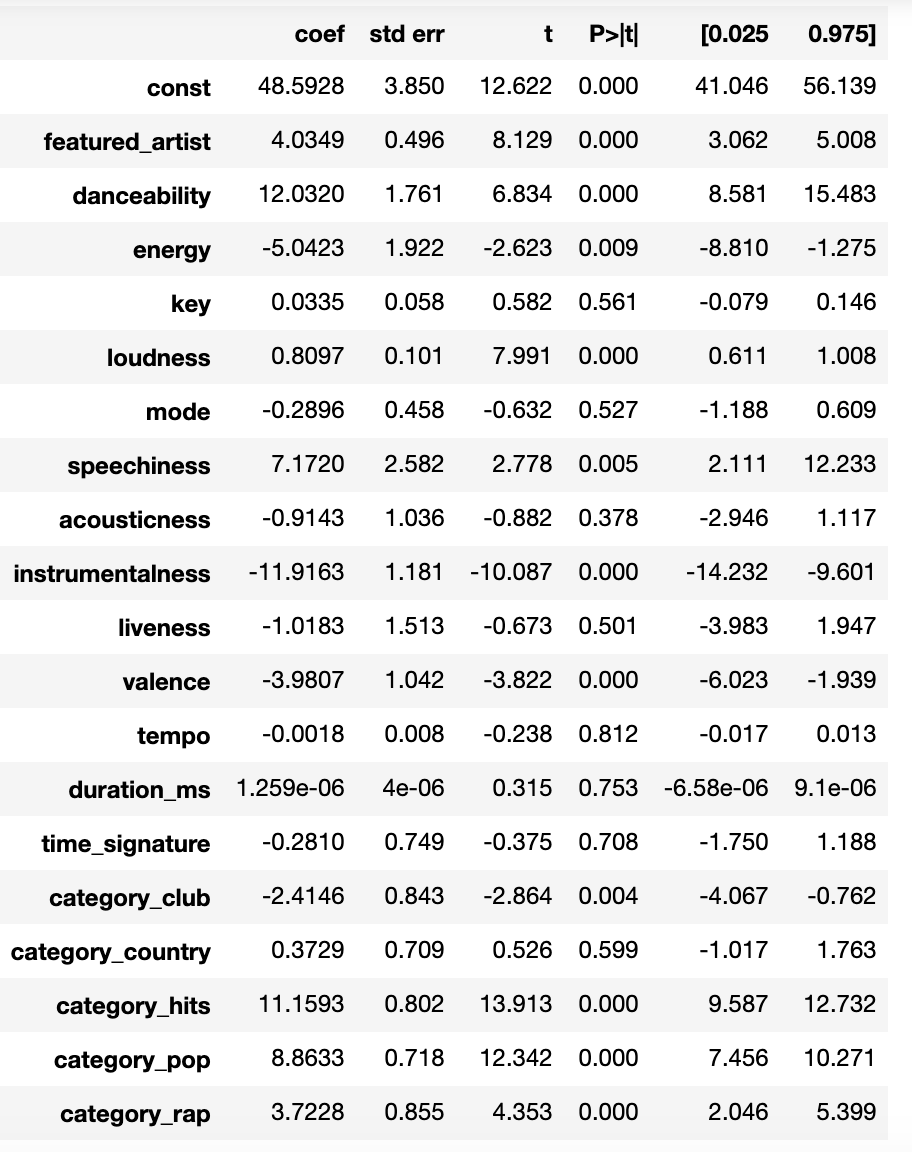 coef std err t P>|t| [0.025 0.975]
const 48.5928 3.850 12.622 0.000 41.046 56.139
featured_artist 4.0349 0.496 8.129 0.000 3.062 5.008
danceability 12.0320 1.761 6.834 0.000 8.581 15.483
energy -5.0423 1.922 -2.623 0.009 -8.810 -1.275
key 0.0335 0.058 0.582 0.561 -0.079 0.146
loudness 0.8097 0.101 7.991 0.000 0.611 1.008
mode -0.2896 0.458 -0.632 0.527 -1.188 0.609
speechiness 7.1720 2.582 2.778 0.005 2.111 12.233
acousticness -0.9143 1.036 -0.882 0.378 -2.946 1.117
instrumentalness -11.9163 1.181 -10.087 0.000 -14.232 -9.601
liveness -1.0183 1.513 -0.673 0.501 -3.983 1.947
valence -3.9807 1.042 -3.822 0.000 -6.023 -1.939
tempo -0.0018 0.008 -0.238 0.812 -0.017 0.013
duration_ms 1.259e-06 4e-06 0.315 0.753 -6.58e-06 9.1e-06
time_signature -0.2810 0.749 -0.375 0.708 -1.750 1.188
category_club -2.4146 0.843 -2.864 0.004 -4.067 -0.762
category_country 0.3729 0.709 0.526 0.599 -1.017 1.763
category_hits 11.1593 0.802 13.913 0.000 9.587 12.732
category_pop 8.8633 0.718 12.342 0.000 7.456 10.271
category_rap 3.7228 0.855 4.353 0.000 2.046 5.399